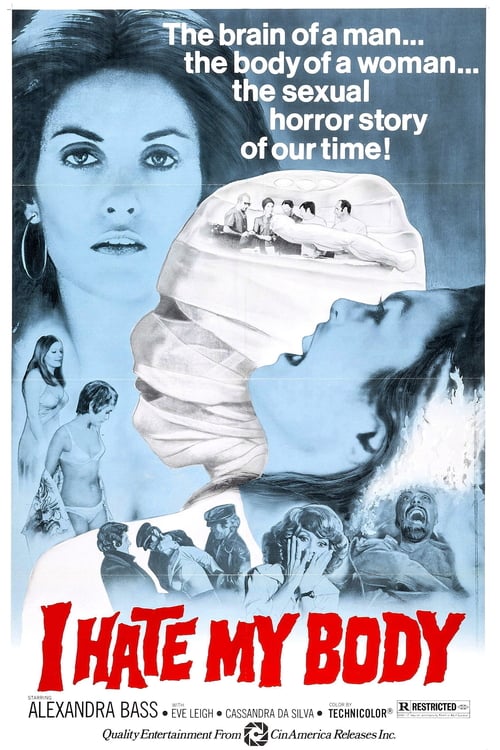 The brain of a man...
the body of a woman...
the sexual
horror story
of our time!
I HATE MY BODY
STARRING
ALEXANDRA BASS
WITH
EVE LEIGH • CASSANDRA DA SILVA
COLOR BY
TECHNICOLOR®
R RESTRICTED
Quality Entertainment From CinAmerica Releases Inc.